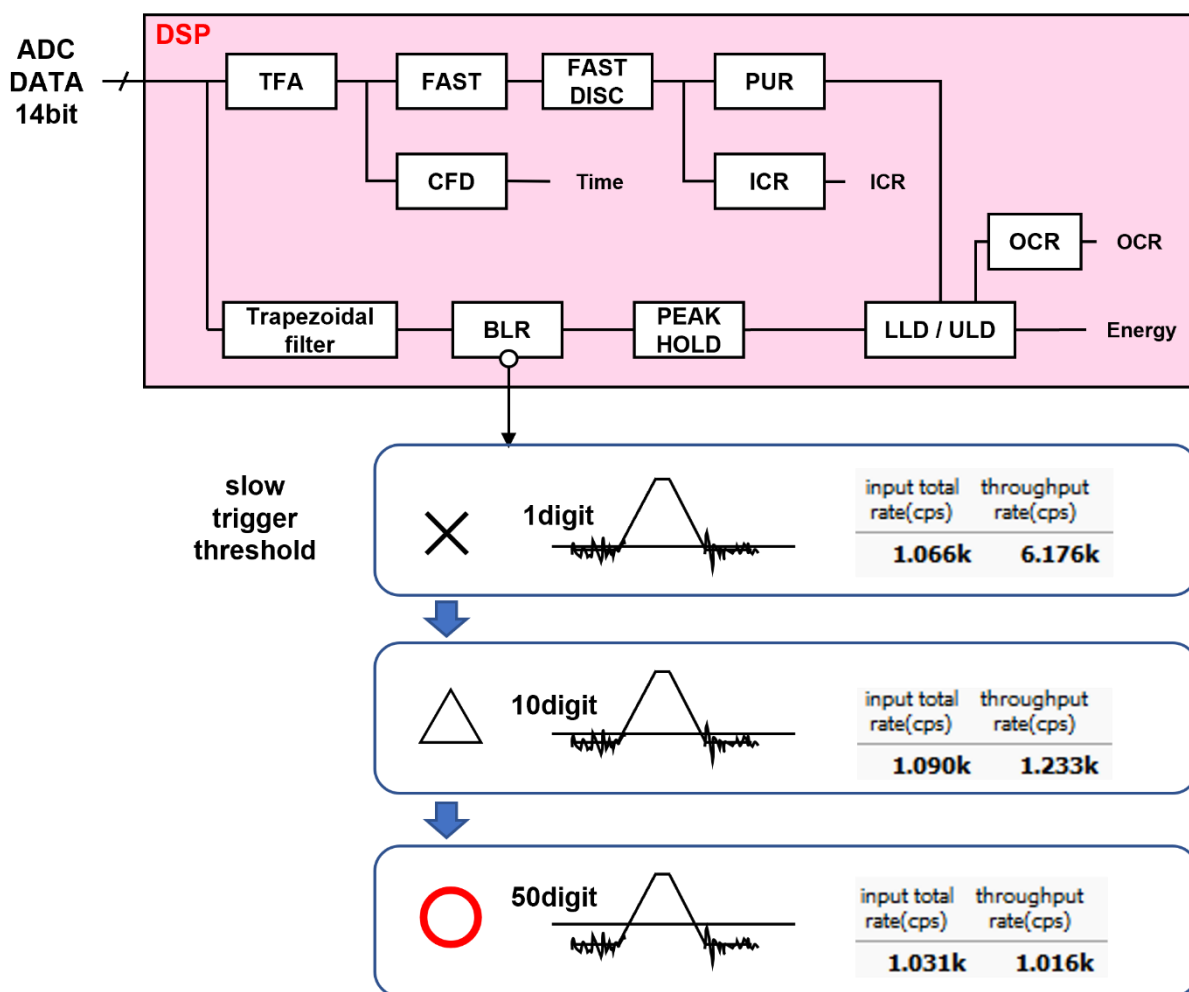 DSP
ADC
DATA
14bit
TFA
FAST
FAST
DISC
PUR
CFD
Time
ICR
ICR
OCR
OCR
Trapezoidal
filter
BLR
PEAK
HOLD
LLD / ULD
Energy
slow
trigger
threshold
1digit
input total throughput
rate(cps) rate(cps)
1.066k 6.176k
10digit
input total throughput
rate(cps) rate(cps)
1.090k 1.233k
50digit
input total throughput
rate(cps) rate(cps)
1.031k 1.016k